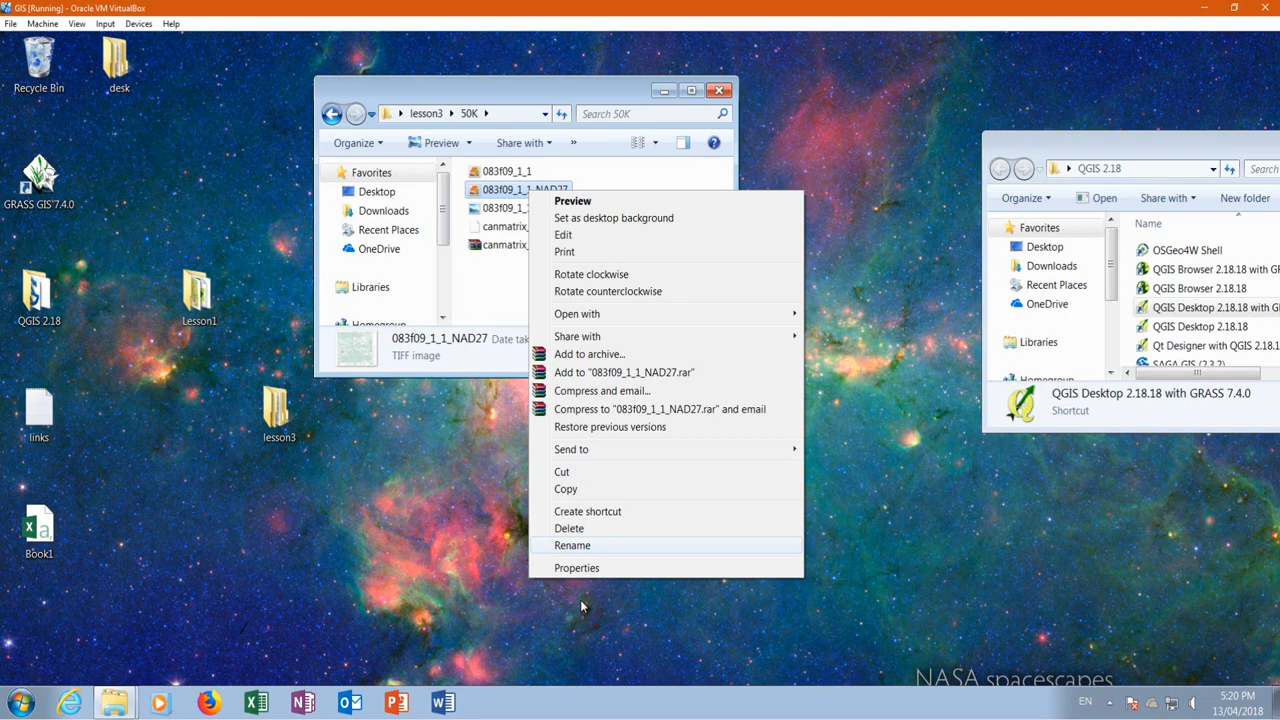 GIS [Running] - Oracle VM VirtualBox
File Machine View Input Devices Help
Recycle Bin
desk
GRASS GIS 7.4.0
QGIS 2.18
Lesson1
links
lesson3
Book1
lesson3 50K
Search 50K
Organize Preview Share with »
Favorites
Desktop
Downloads
Recent Places
OneDrive
Libraries
Homegroup
083f09_1_1
083f09_1_1_NAD27
083f09_1_
canmatrix_
canmatrix_
083f09_1_1_NAD27 Date tak
TIFF image
Preview
Set as desktop background
Edit
Print
Rotate clockwise
Rotate counterclockwise
Open with
Share with
Add to archive...
Add to "083f09_1_1_NAD27.rar"
Compress and email...
Compress to "083f09_1_1_NAD27.rar" and email
Restore previous versions
Send to
Cut
Copy
Create shortcut
Delete
Rename
Properties
QGIS 2.18
Search
Organize Open Share with New folder
Favorites
Desktop
Downloads
Recent Places
OneDrive
Libraries
Homegroup
Name
OSGeo4W Shell
QGIS Browser 2.18.18 with GRA
QGIS Browser 2.18.18
QGIS Desktop 2.18.18 with G
QGIS Desktop 2.18.18
Qt Designer with QGIS 2.18.1
SAGA GIS (2.3.2)
QGIS Desktop 2.18.18 with GRASS 7.4.0
Shortcut
NASA spacescapes
EN
5:20 PM
13/04/2018